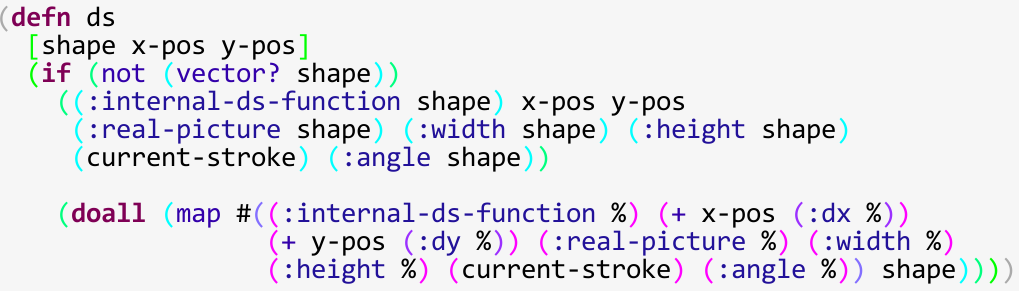 (defn ds
  [shape x-pos y-pos]
  (if (not (vector? shape))
    ((:internal-ds-function shape) x-pos y-pos
     (:real-picture shape) (:width shape) (:height shape)
     (current-stroke) (:angle shape))

    (doall (map #((:internal-ds-function %) (+ x-pos (:dx %))
                  (+ y-pos (:dy %)) (:real-picture %) (:width %)
                  (:height %) (current-stroke) (:angle %)) shape))))